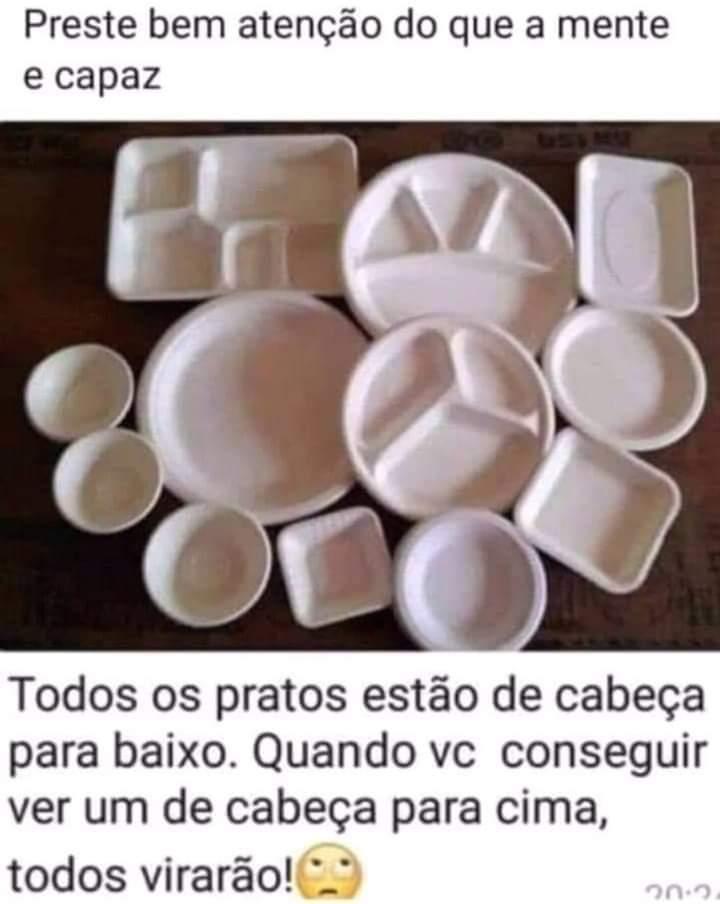 Preste bem atenção do que a mente
e capaz
Todos os pratos estão de cabeça
para baixo. Quando vc conseguir
ver um de cabeça para cima,
todos virarão!🙄